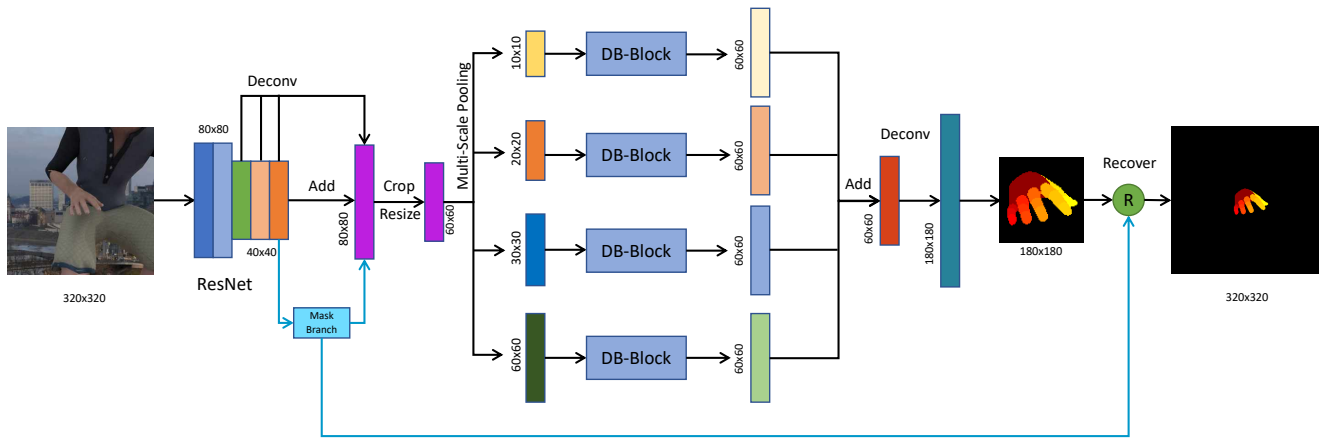 320x320
80x80
40x40
ResNet
Deconv
Add
Mask
Branch
80x80
Crop
Resize
60x60
Multi-Scale Pooling
10x10
DB-Block
60x60
20x20
DB-Block
60x60
30x30
DB-Block
60x60
60x60
DB-Block
60x60
Add
60x60
Deconv
180x180
180x180
Recover
R
320x320